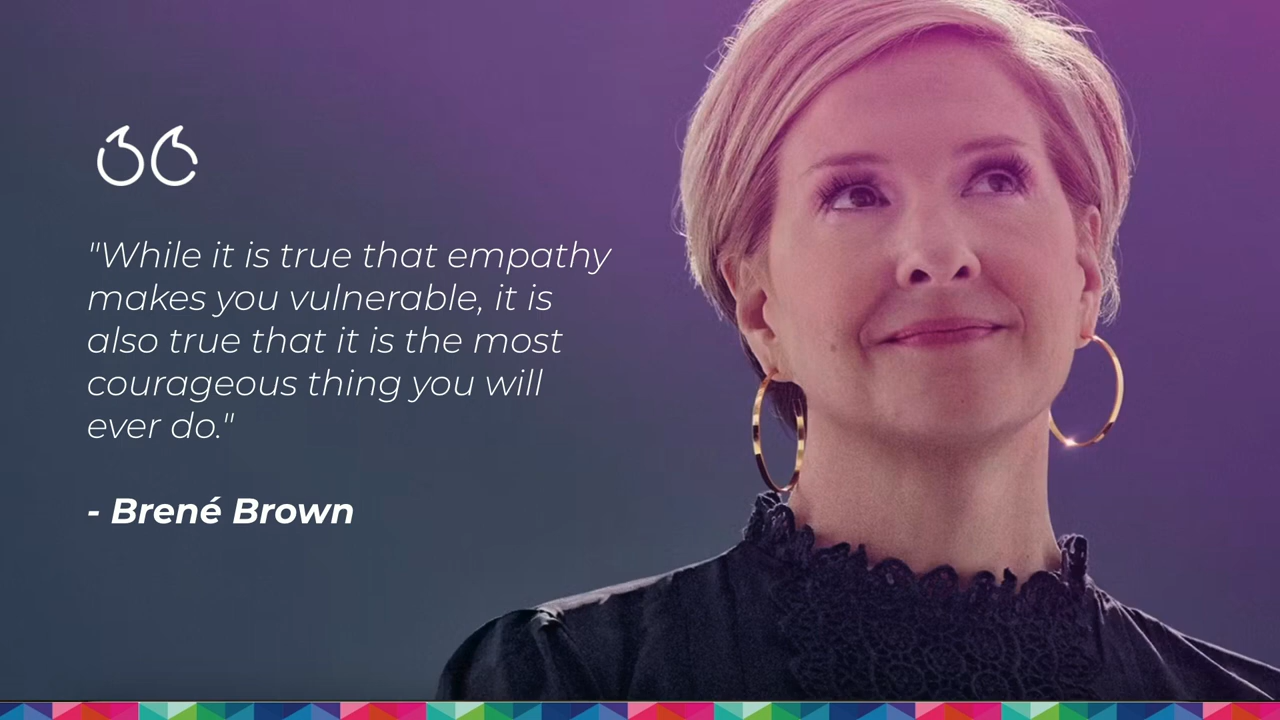 "While it is true that empathy
makes you vulnerable, it is
also true that it is the most
courageous thing you will
ever do."
- Brené Brown